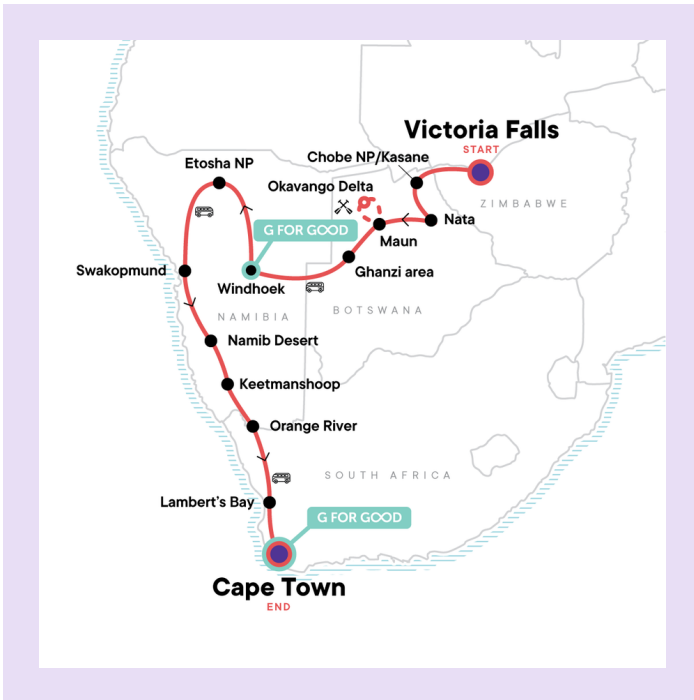 Victoria Falls
START
Chobe NP/Kasane
Etosha NP
Okavango Delta
ZIMBABWE
Nata
G FOR GOOD
Maun
Swakopmund
Ghanzi area
Windhoek
NAMIBIA
BOTSWANA
Namib Desert
Keetmanshoop
Orange River
SOUTH AFRICA
Lambert's Bay
G FOR GOOD
Cape Town
END